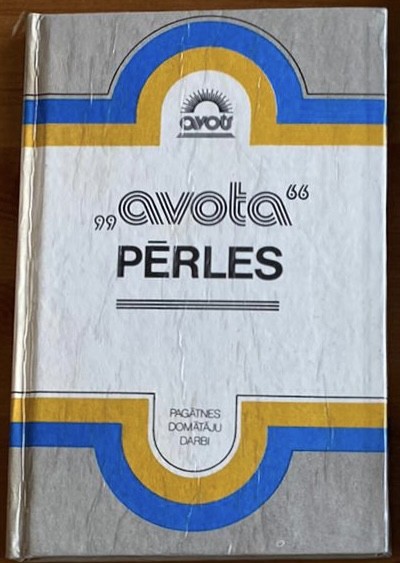 avots
„avota“
PĒRLES
PAGĀTNES
DOMĀTĀJU
DARBI